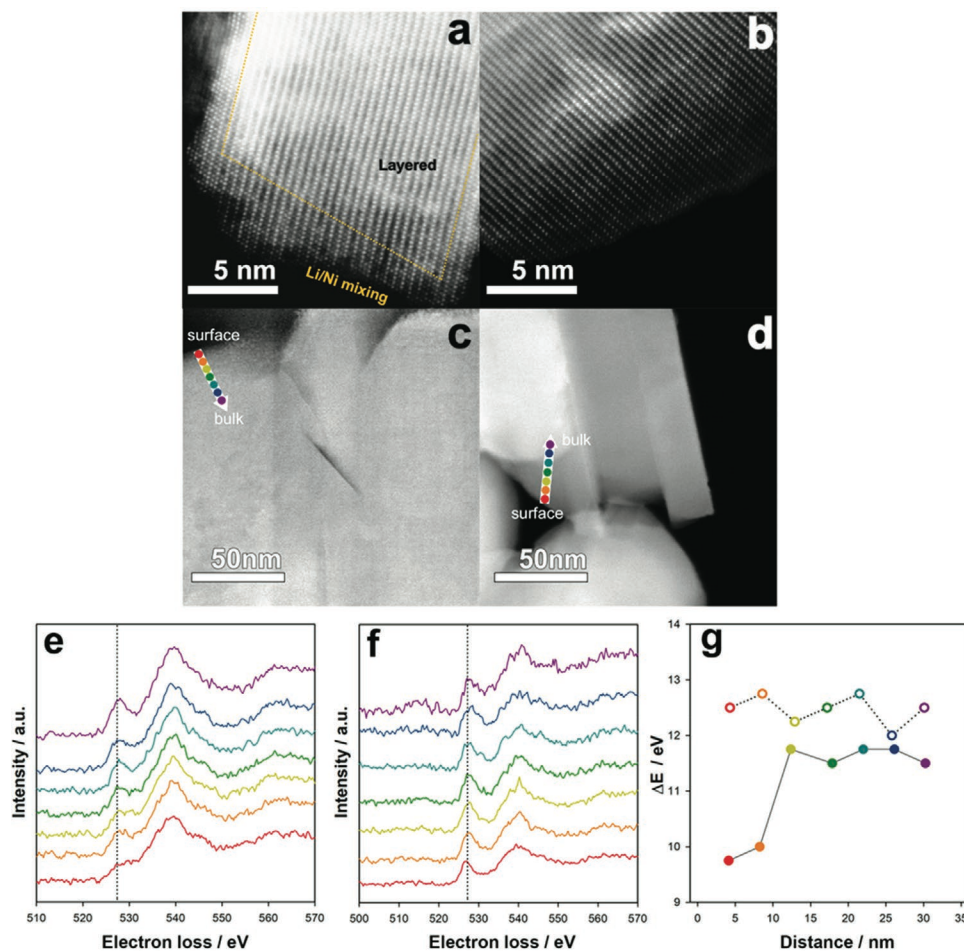 a
b
Layered
5 nm
5 nm
Li/Ni mixing
c
d
surface
bulk
bulk
surface
50nm
50nm
e
f
g
Intensity / a.u.
Intensity / a.u.
ΔE / eV
14
13
12
11
10
9
510 520 530 540 550 560 570
500 510 520 530 540 550 560 570
0 5 10 15 20 25 30 35
Electron loss / eV
Electron loss / eV
Distance / nm